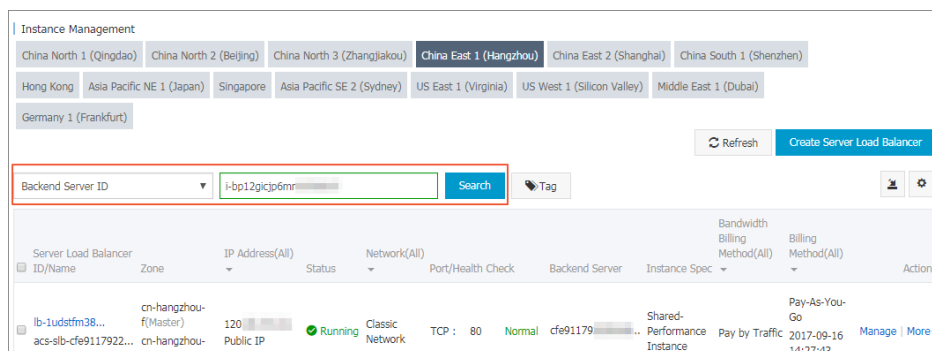 Instance Management
China North 1 (Qingdao) China North 2 (Beijing) China North 3 (Zhangjiakou) China East 1 (Hangzhou) China East 2 (Shanghai) China South 1 (Shenzhen)
Hong Kong Asia Pacific NE 1 (Japan) Singapore Asia Pacific SE 2 (Sydney) US East 1 (Virginia) US West 1 (Silicon Valley) Middle East 1 (Dubai)
Germany 1 (Frankfurt)
Refresh Create Server Load Balancer
Backend Server ID i-bp12gicjp6mr Search Tag
Server Load Balancer ID/Name Zone IP Address(All) Status Network(All) Port/Health Check Backend Server Instance Spec Bandwidth Billing Method(All) Billing Method(All) Action
lb-1udstfm38...
acs-slb-cfe9117922...
cn-hangzhou-
f(Master)
cn-hangzhou-
120
Public IP
Running
Classic
Network
TCP : 80 Normal
cfe91179 ..
Shared-
Performance
Instance
Pay by Traffic
Pay-As-You-
Go
2017-09-16
14:27:43
Manage | More